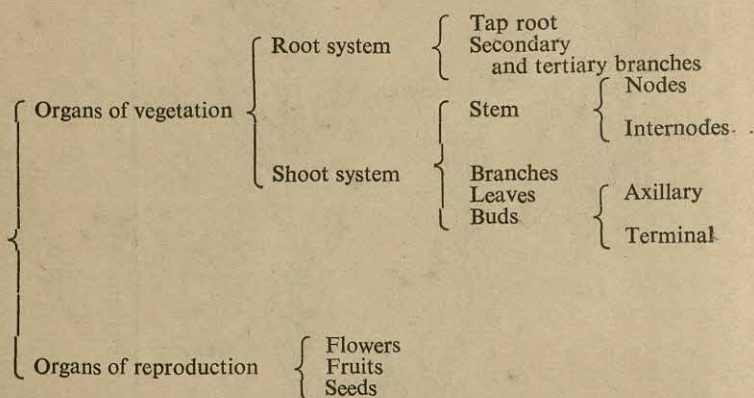 Tap root
Root system
Secondary
and tertiary branches
Nodes
Organs of vegetation
Stem
Internodes
Shoot system
Branches
Leaves
Axillary
Buds
Terminal
Flowers
Organs of reproduction
Fruits
Seeds